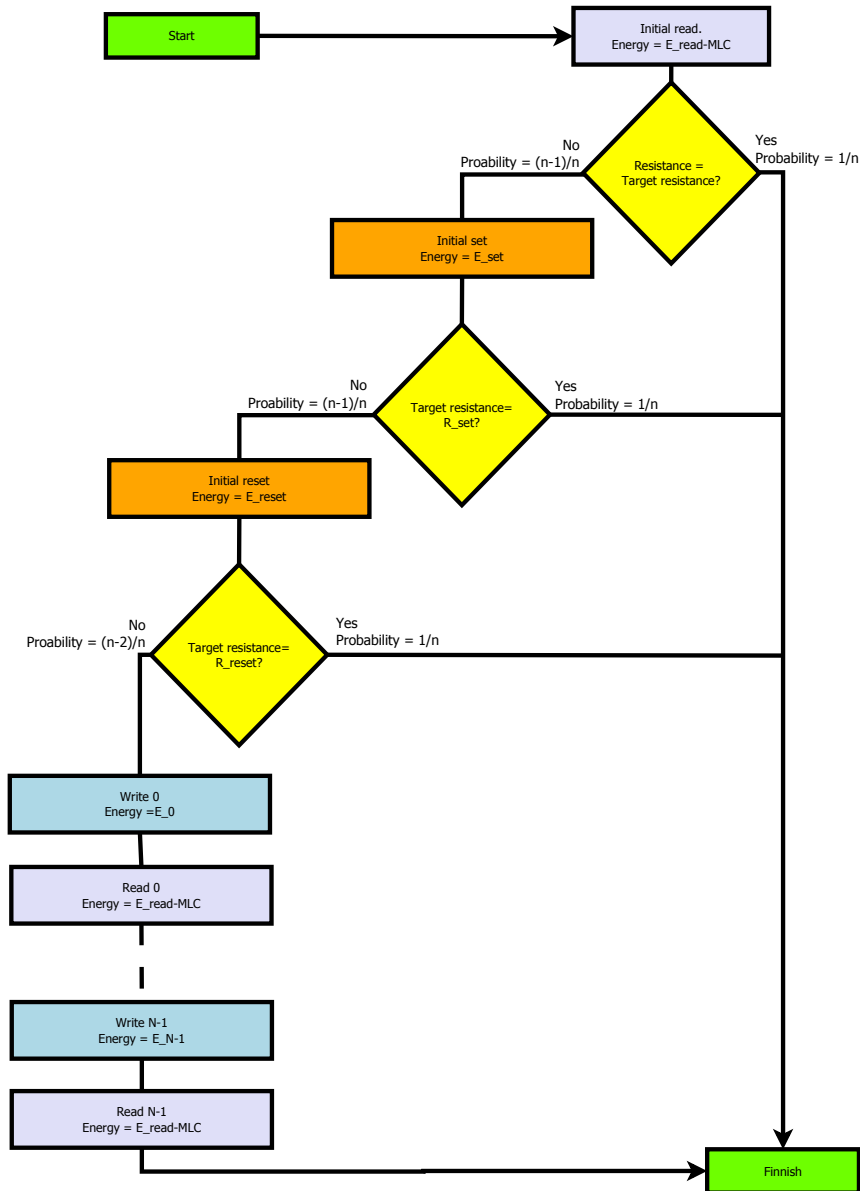 Start
Initial read.
Energy = E_read-MLC
No
Proability = (n-1)/n
Yes
Probability = 1/n
Resistance =
Target resistance?
Initial set
Energy = E_set
No
Proability = (n-1)/n
Yes
Probability = 1/n
Target resistance=
R_set?
Initial reset
Energy = E_reset
No
Proability = (n-2)/n
Yes
Probability = 1/n
Target resistance=
R_reset?
Write 0
Energy =E_0
Read 0
Energy = E_read-MLC
Write N-1
Energy = E_N-1
Read N-1
Energy = E_read-MLC
Finnish